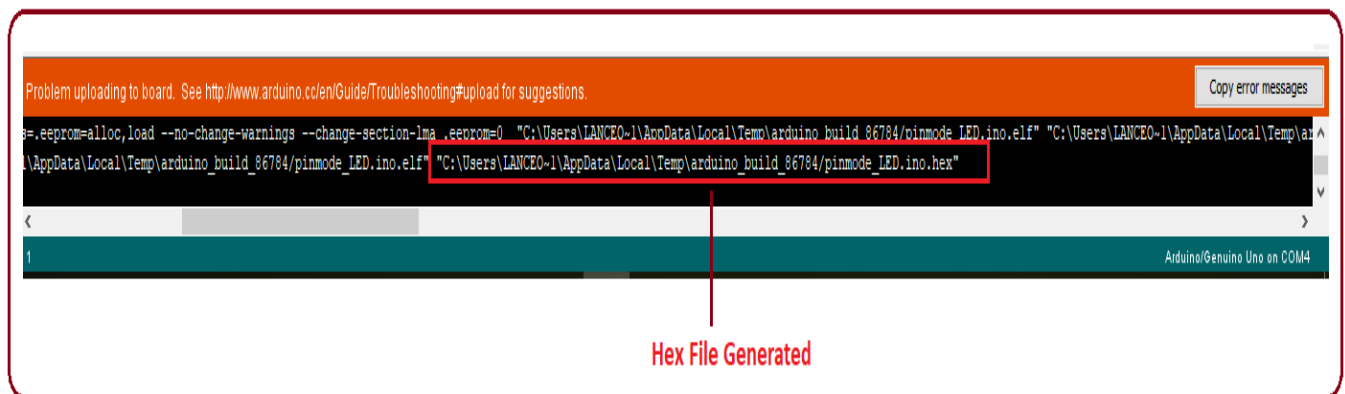 Problem uploading to board. See http://www.arduino.cc/en/Guide/Troubleshooting#upload for suggestions.
Copy error messages
s=.eeprom=alloc,load --no-change-warnings --change-section-lma .eeprom=0 "C:\Users\LANCEO~1\AppData\Local\Temp\arduino_build_86784/pinmode_LED.ino.elf" "C:\Users\LANCEO~1\AppData\Local\Temp\ar
l\AppData\Local\Temp\arduino_build_86784/pinmode_LED.ino.elf" "C:\Users\LANCEO~1\AppData\Local\Temp\arduino_build_86784/pinmode_LED.ino.hex"
1
Arduino/Genuino Uno on COM4
Hex File Generated